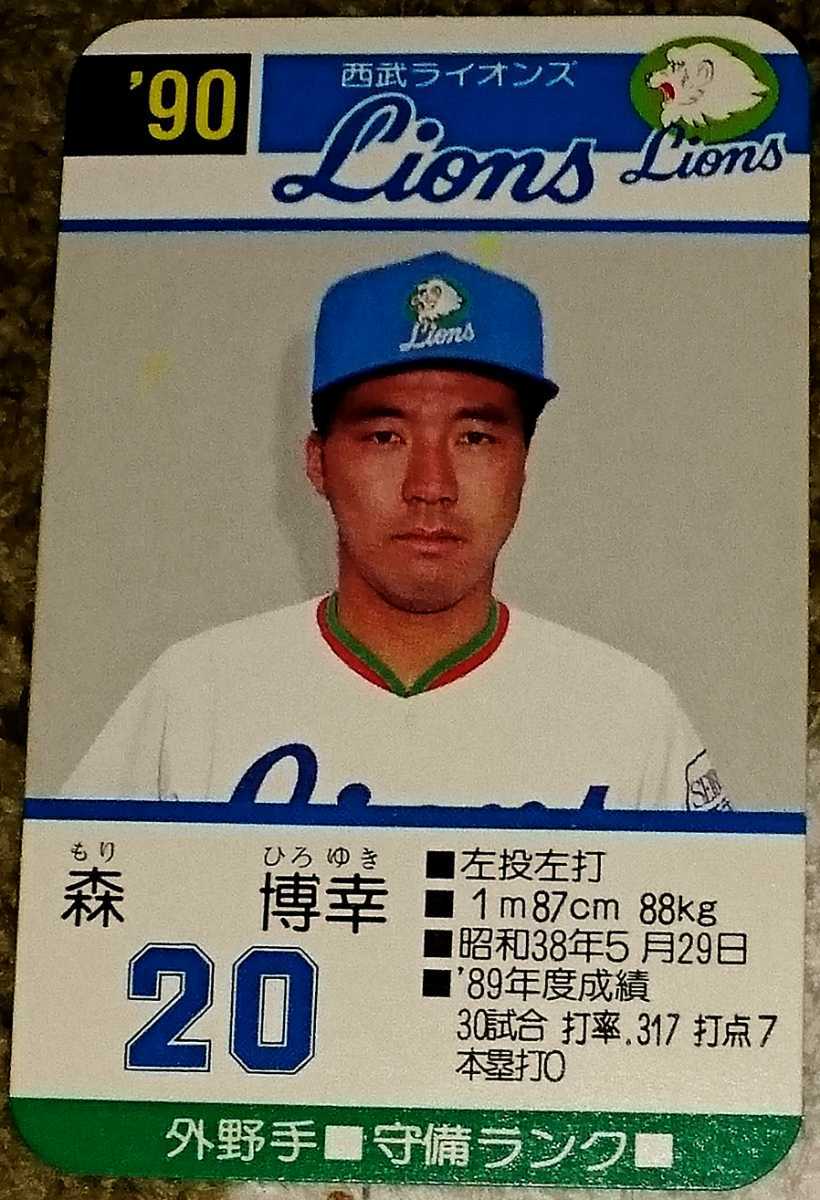 '90
西武ライオンズ
Lions
Lions
Lions
もり ひろ ゆき
森 博幸
20
■左投左打
■1m87cm 88kg
■昭和38年5月29日
■'89年度成績
30試合 打率.317 打点7
本塁打0
外野手■守備ランク■